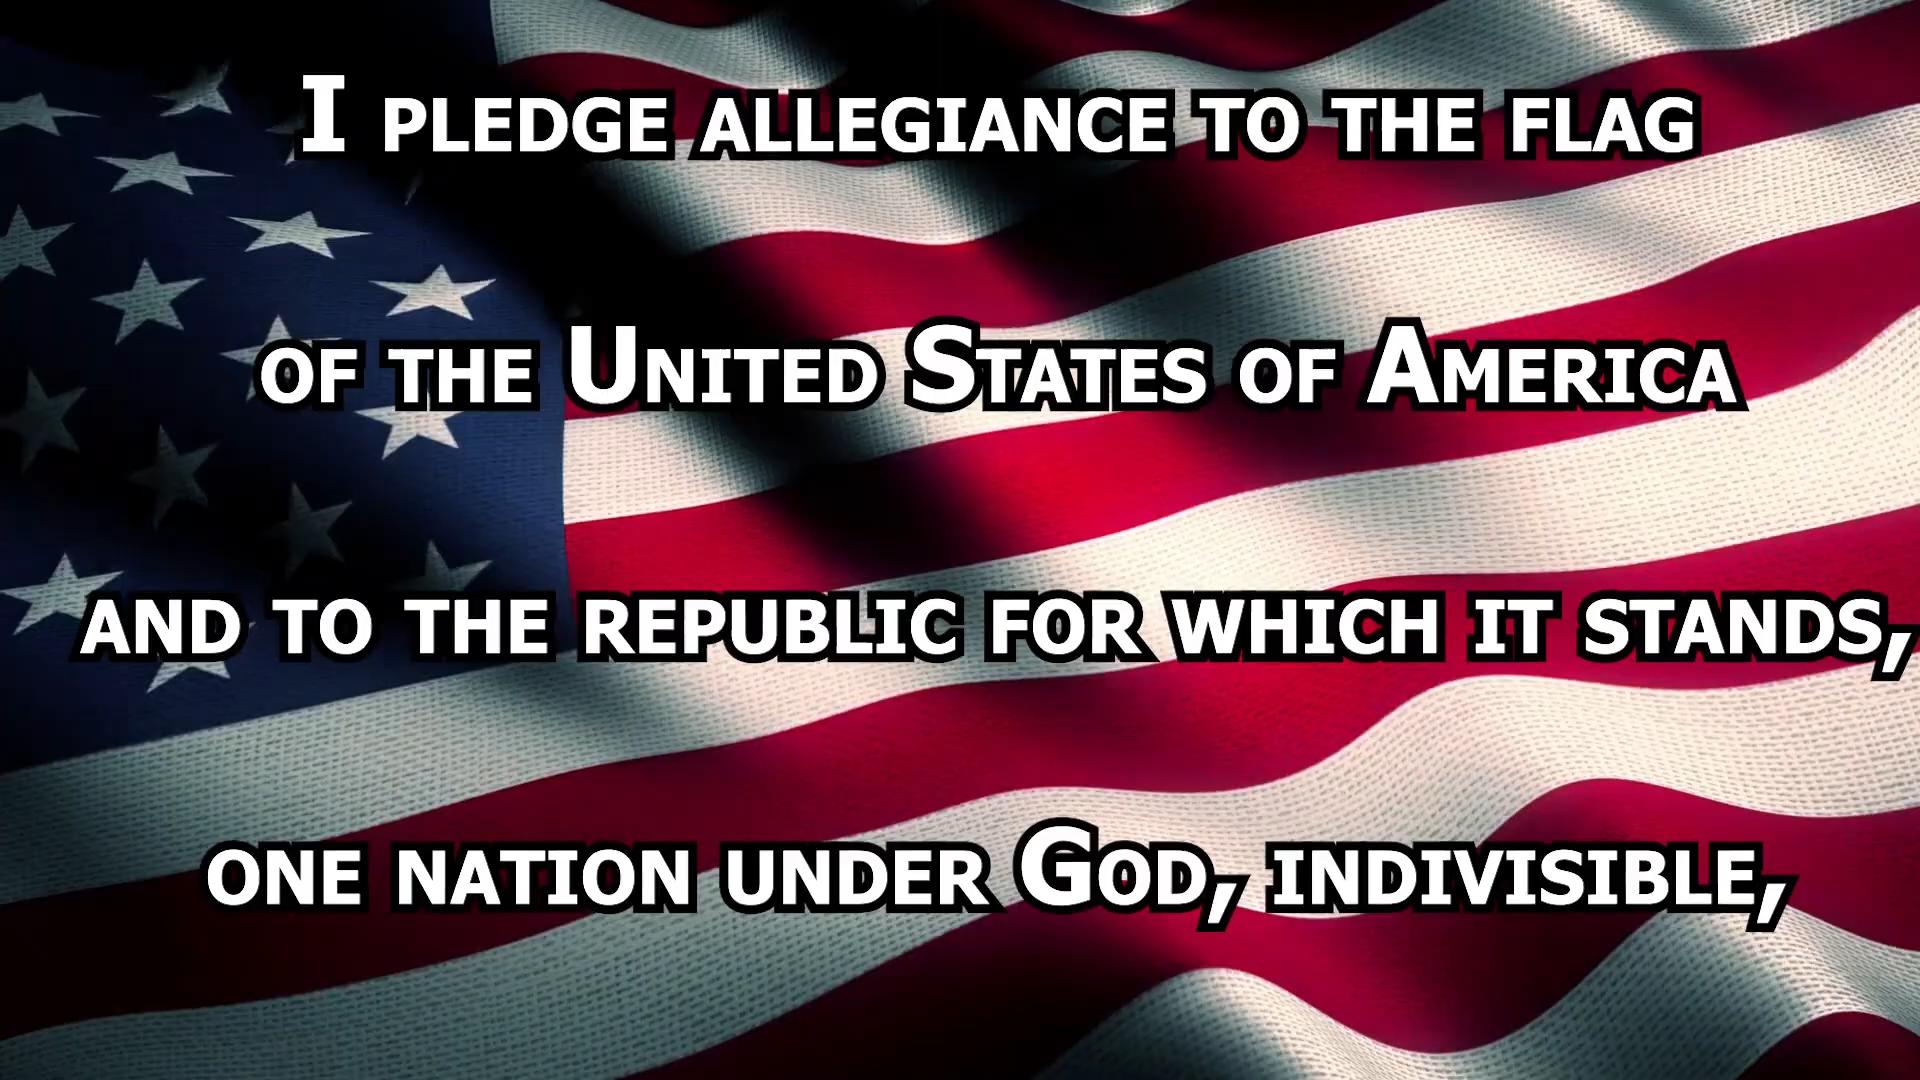 I pledge allegiance to the flag
of the United States of America
and to the republic for which it stands,
one nation under God, indivisible,